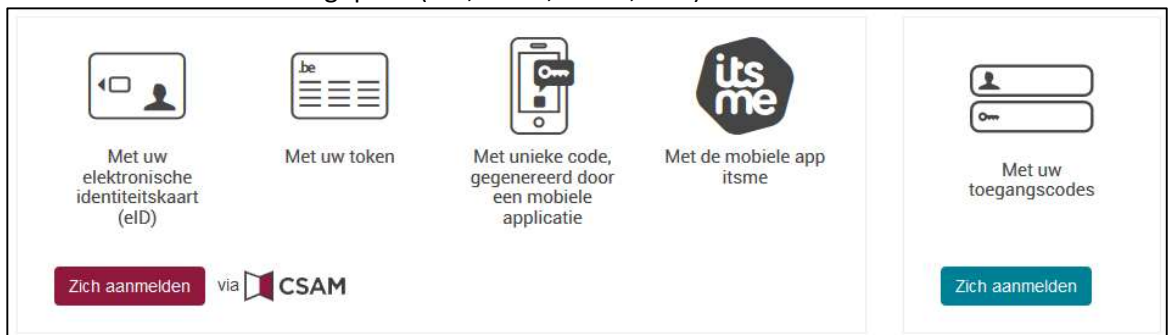 .be
its
me
Met uw
elektronische
identiteitskaart
(eID)
Met uw token
Met unieke code,
gegenereerd door
een mobiele
applicatie
Met de mobiele app
itsme
Zich aanmelden via CSAM
Met uw
toegangscodes
Zich aanmelden